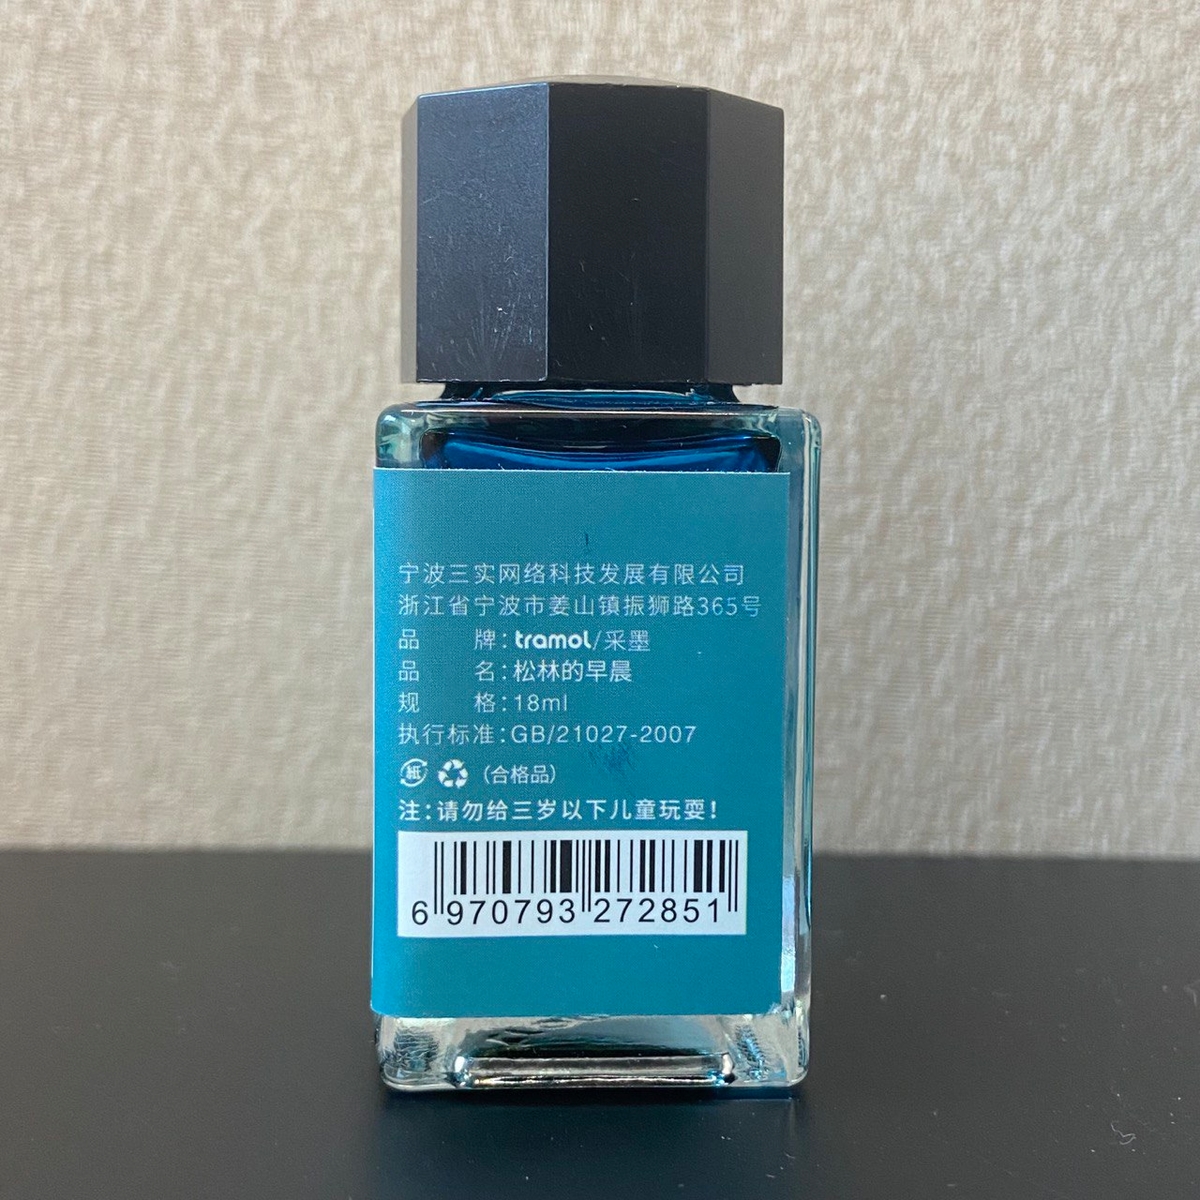 宁波三实网络科技发展有限公司
浙江省宁波市姜山镇振狮路365号
品 牌:tramol/采墨
品 名:松林的早晨
规 格:18ml
执行标准:GB/21027-2007
紙 (合格品)
注:请勿给三岁以下儿童玩耍!
6 970793 272851